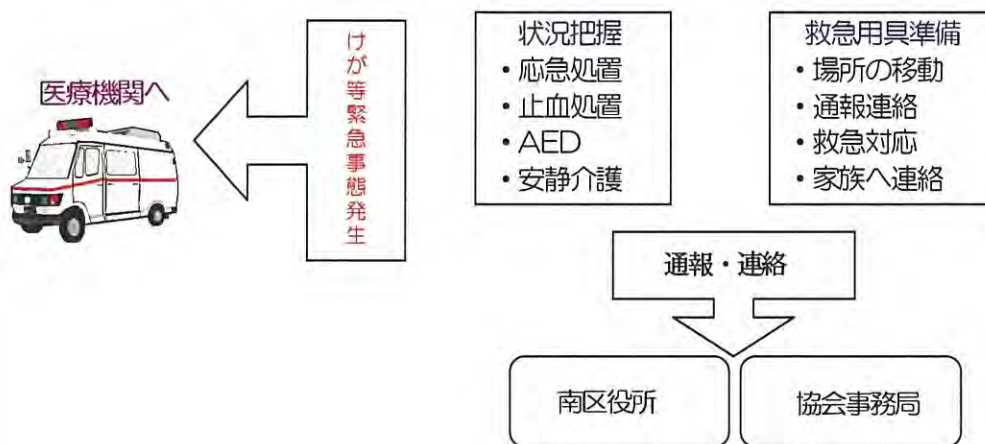 医療機関へ
けが等緊急事態発生
状況把握
・応急処置
・止血処置
・AED
・安静介護
救急用具準備
・場所の移動
・通報連絡
・救急対応
・家族へ連絡
通報・連絡
南区役所
協会事務局